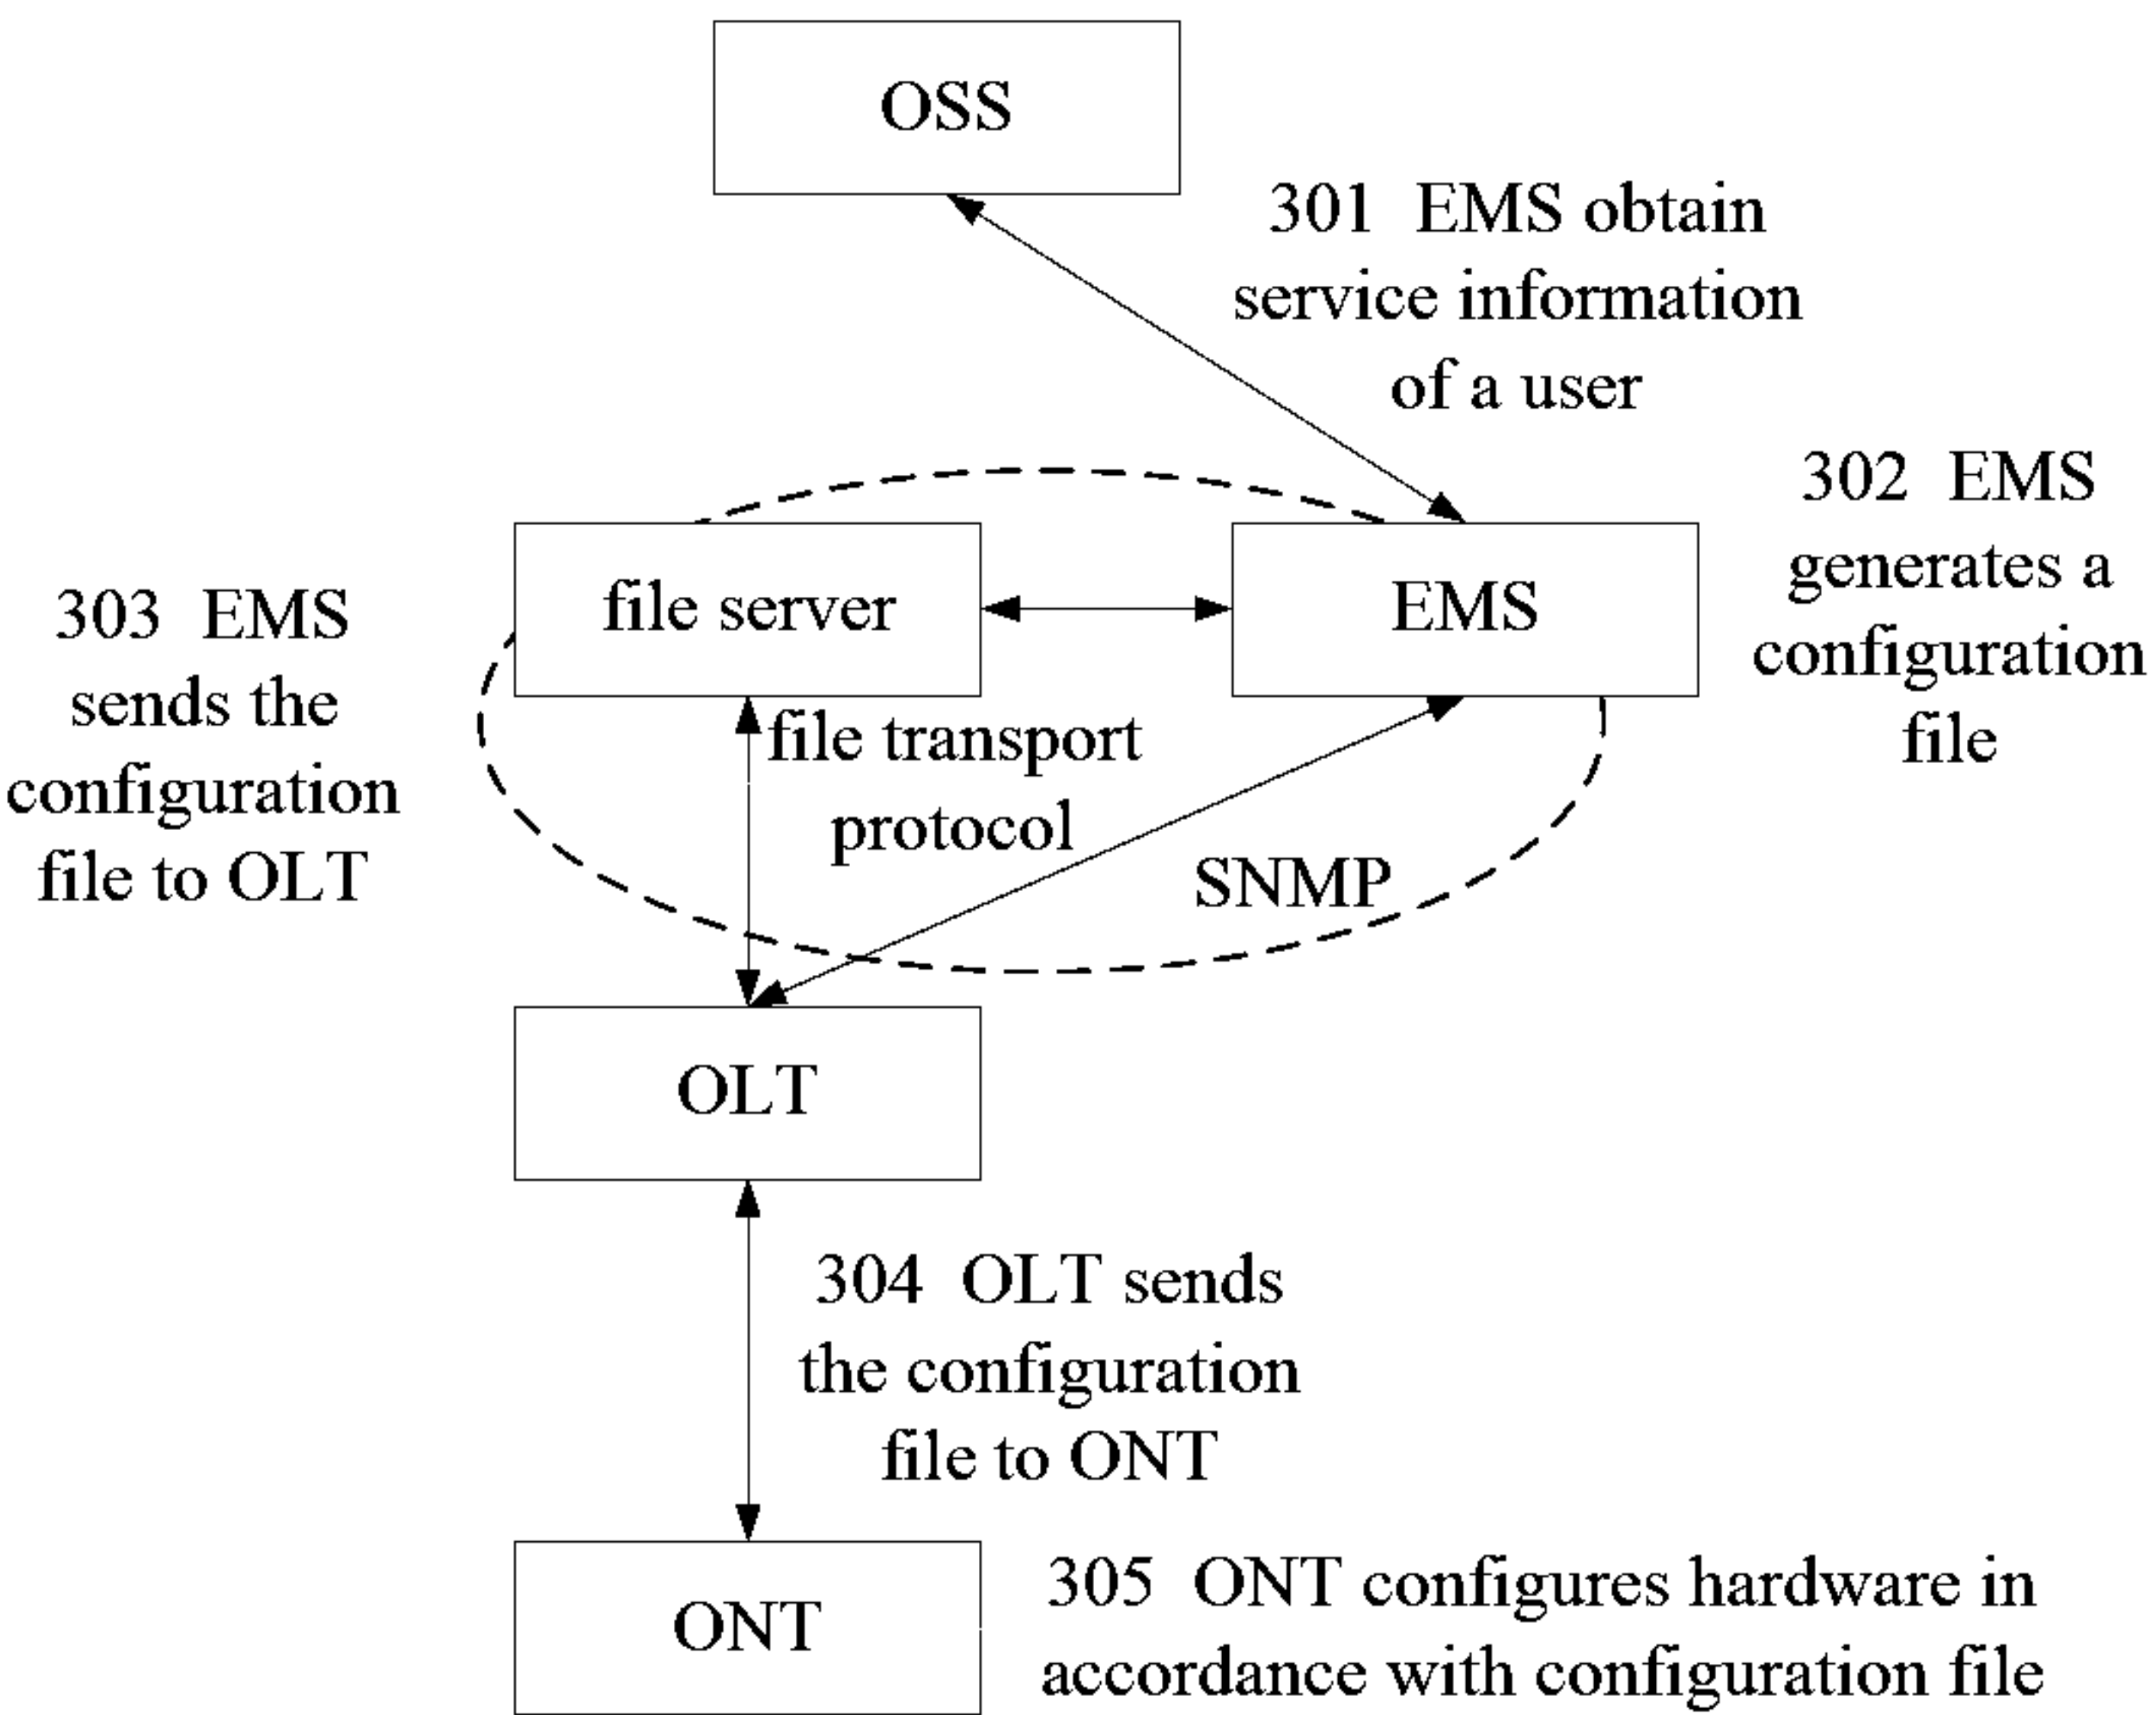 OSS
301 EMS obtain
service information
of a user
302 EMS
generates a
configuration
file
file server
EMS
303 EMS
sends the
configuration
file to OLT
file transport
protocol
SNMP
OLT
304 OLT sends
the configuration
file to ONT
ONT
305 ONT configures hardware in
accordance with configuration file